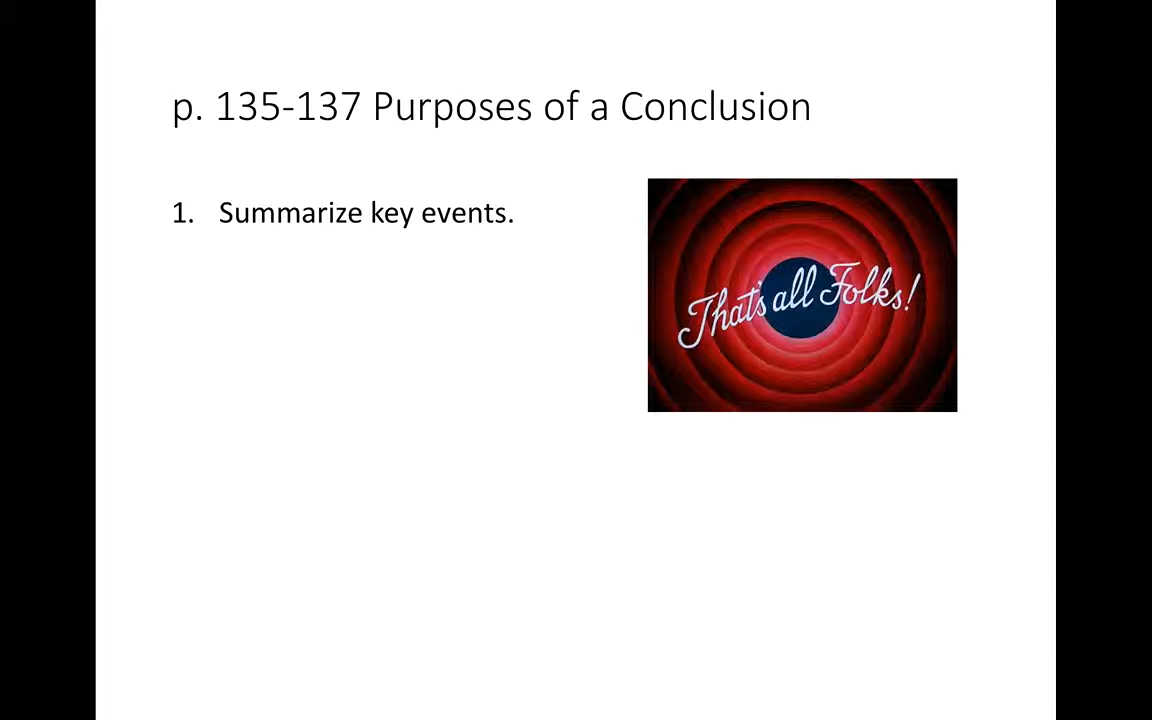 p. 135-137 Purposes of a Conclusion
1. Summarize key events.
That's all Folks!